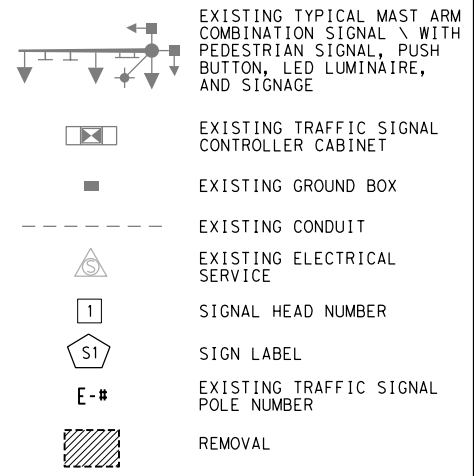 EXISTING TYPICAL MAST ARM
COMBINATION SIGNAL \ WITH
PEDESTRIAN SIGNAL, PUSH
BUTTON, LED LUMINAIRE,
AND SIGNAGE
EXISTING TRAFFIC SIGNAL
CONTROLLER CABINET
EXISTING GROUND BOX
EXISTING CONDUIT
S
EXISTING ELECTRICAL
SERVICE
1
SIGNAL HEAD NUMBER
S1
SIGN LABEL
E-#
EXISTING TRAFFIC SIGNAL
POLE NUMBER
REMOVAL